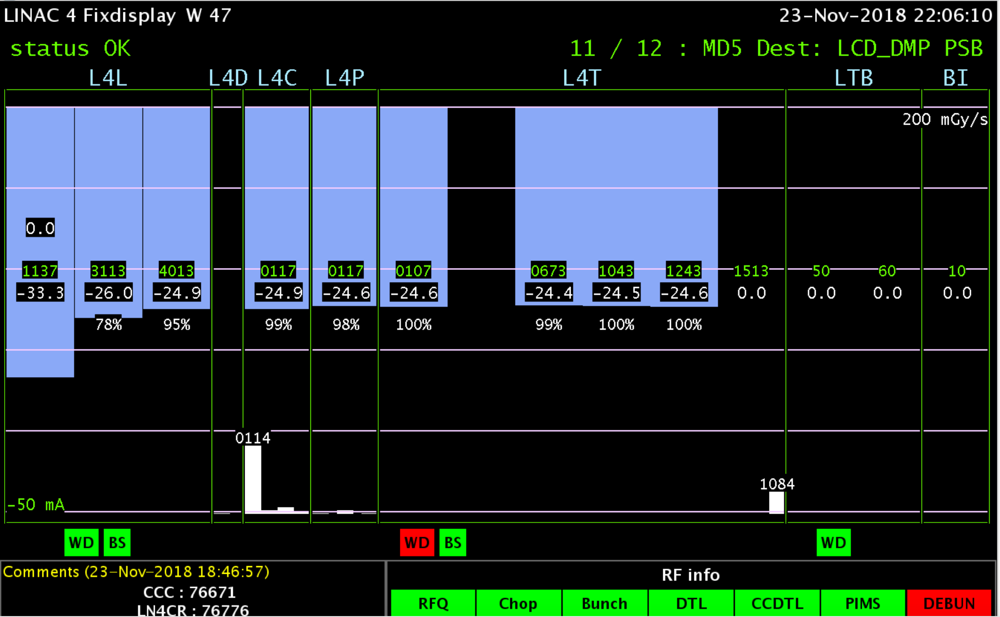 LINAC 4 Fixdisplay W 47 23-Nov-2018 22:06:10
status OK 11 / 12 : MD5 Dest: LCD_DMP PSB
L4L L4D L4C L4P L4T LTB BI
200 mGy/s
0.0
1137 3113 4013 0117 0117 0107 0673 1043 1243 1513 50 60 10
-33.3 -26.0 -24.9 -24.9 -24.6 -24.6 -24.4 -24.5 -24.6 0.0 0.0 0.0 0.0
78% 95% 99% 98% 100% 99% 100% 100%
0114
1084
-50 mA
WD BS WD BS WD
Comments (23-Nov-2018 18:46:57)
CCC : 76671
LN4CR : 76776
RF info
RFQ Chop Bunch DTL CCDTL PIMS DEBUN